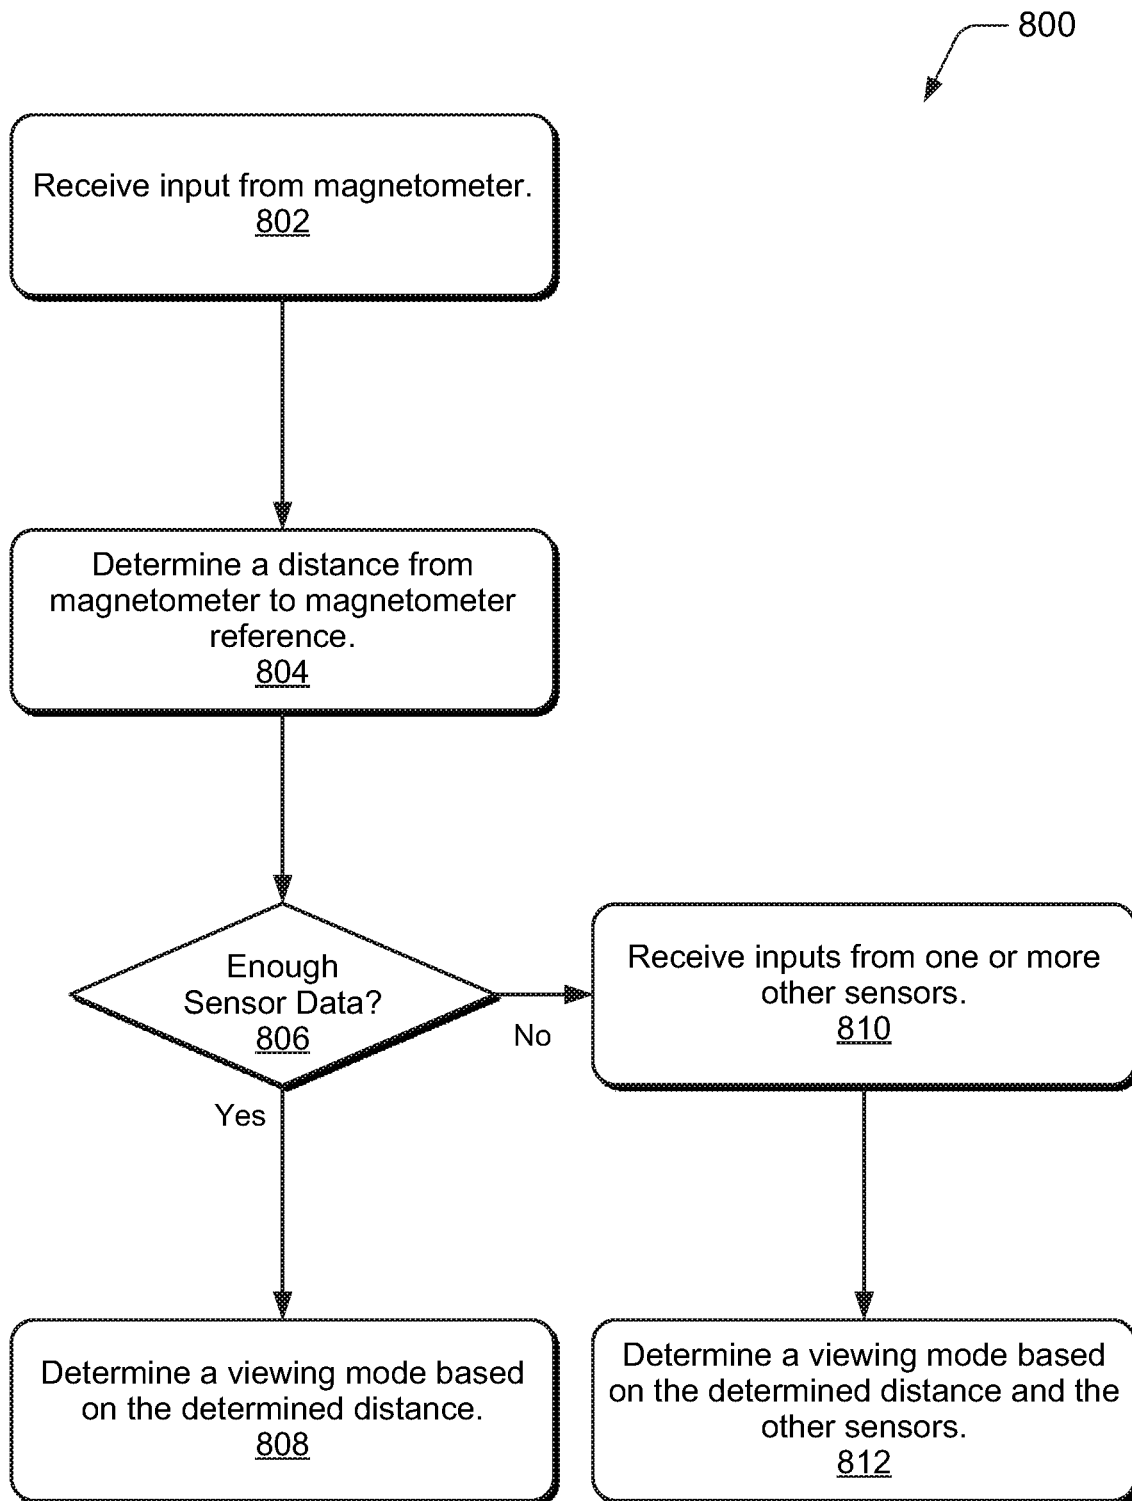 800
Receive input from magnetometer.
802
Determine a distance from
magnetometer to magnetometer
reference.
804
Enough
Sensor Data?
806
No
Yes
Receive inputs from one or more
other sensors.
810
Determine a viewing mode based
on the determined distance.
808
Determine a viewing mode based
on the determined distance and the
other sensors.
812